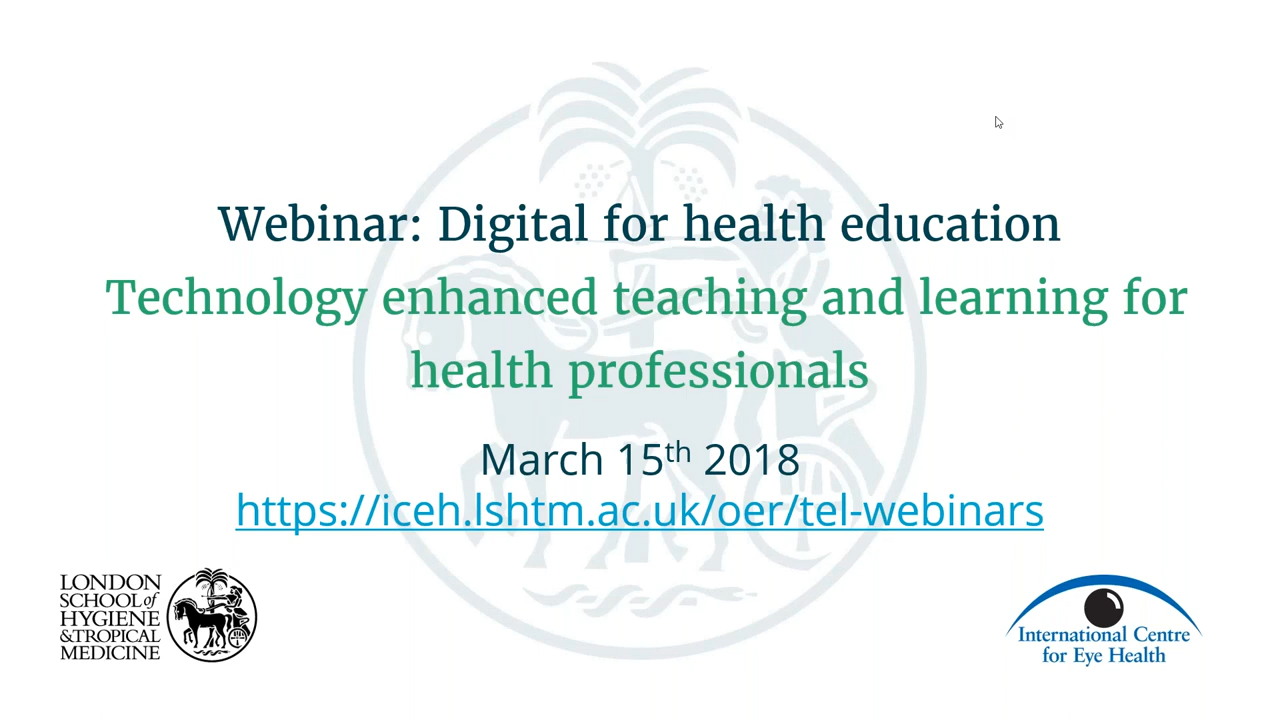 Webinar: Digital for health education
Technology enhanced teaching and learning for
health professionals
March 15th 2018
https://iceh.lshtm.ac.uk/oer/tel-webinars
LONDON
SCHOOL of
HYGIENE
& TROPICAL
MEDICINE
International Centre
for Eye Health